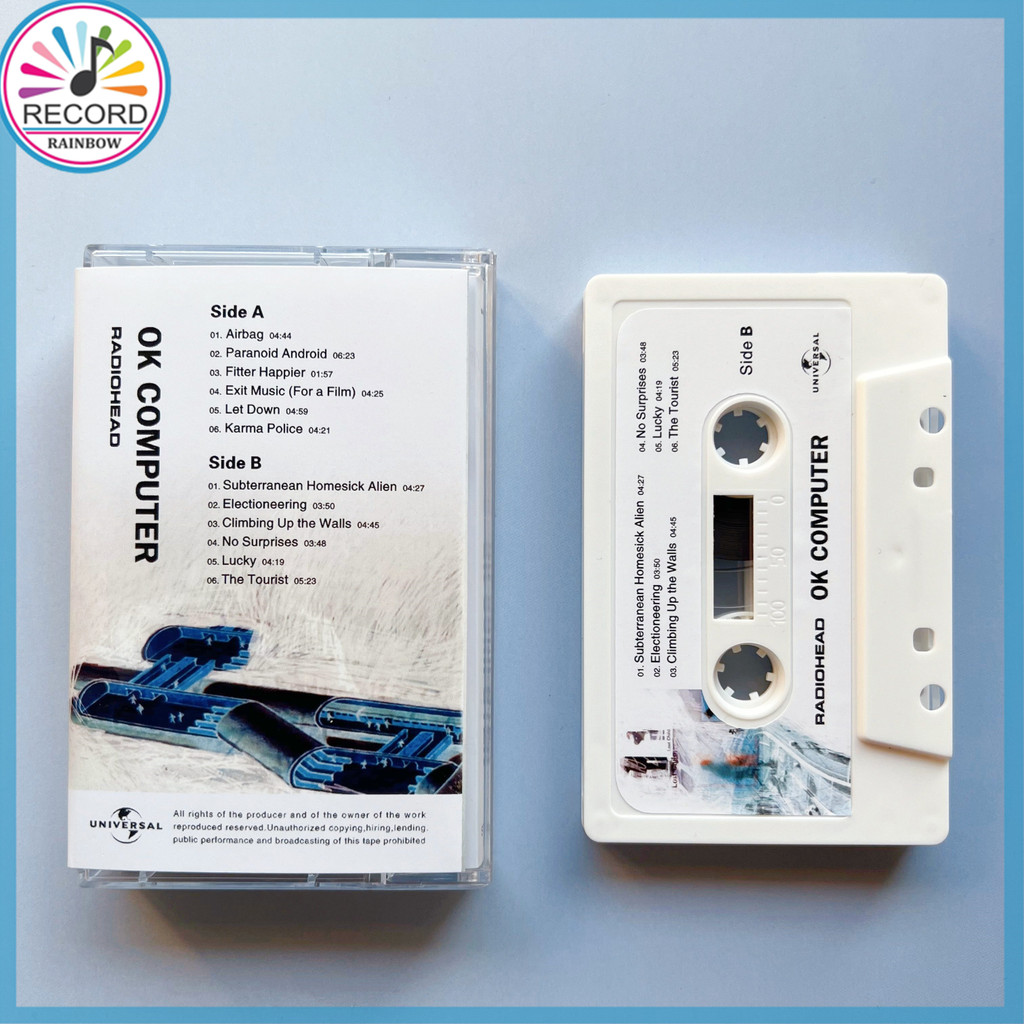 RECORD
RAINBOW
OK COMPUTER
RADIOHEAD
Side A
01. Airbag 04:44
02. Paranoid Android 06:23
03. Fitter Happier 01:57
04. Exit Music (For a Film) 04:25
05. Let Down 04:59
06. Karma Police 04:21
Side B
01. Subterranean Homesick Alien 04:27
02. Electioneering 03:50
03. Climbing Up the Walls 04:45
04. No Surprises 03:48
05. Lucky 04:19
06. The Tourist 05:23
UNIVERSAL
All rights of the producer and of the owner of the work
reproduced reserved.Unauthorized copying,hiring,lending.
public performance and broadcasting of this tape prohibited
01. Subterranean Homesick Alien 04:27
02. Electioneering 03:50
03. Climbing Up the Walls 04:45
04. No Surprises 03:48
05. Lucky 04:19
06. The Tourist 05:23
Side B
0
50
100
RADIOHEAD OK COMPUTER
UNIVERSAL